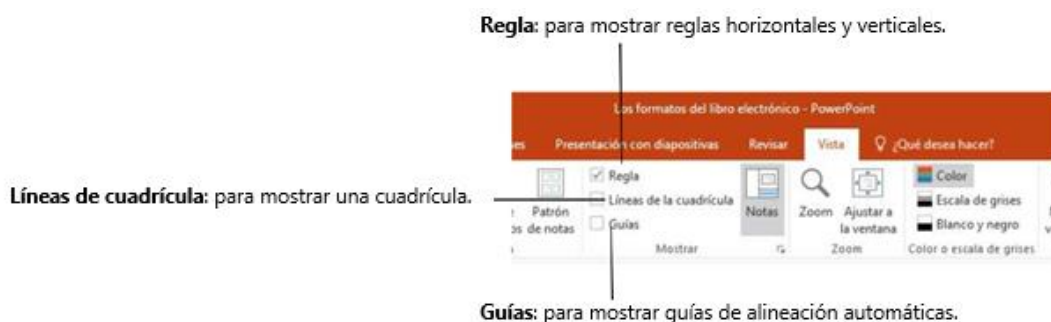 Regla: para mostrar reglas horizontales y verticales.
Los formatos del libro electrónico - PowerPoint
nes Presentación con diapositivas Revisar Vista ¿Qué desea hacer?
Regla
Color
Líneas de cuadrícula: para mostrar una cuadrícula.
Líneas de la cuadrícula
Escala de grises
Patrón de notas
Notas
Zoom
Ajustar a la ventana
Guías
Blanco y negro
Mostrar
Zoom
Color o escala de grises
Guías: para mostrar guías de alineación automáticas.